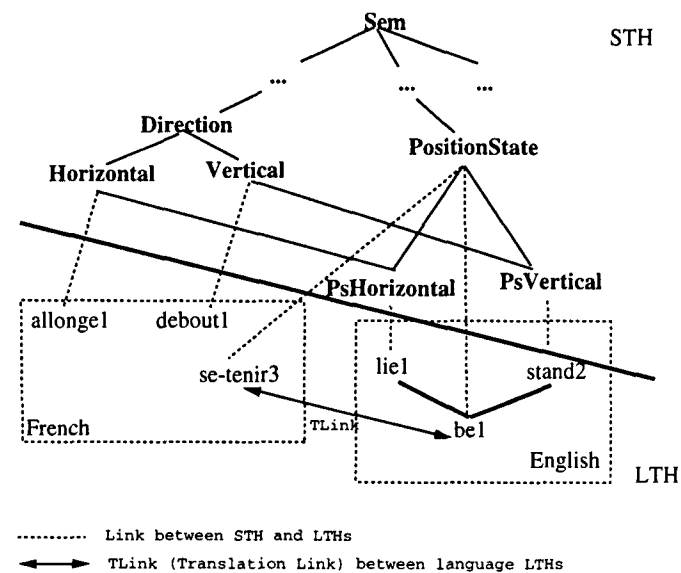 Sem
STH
...
... ...
Direction
PositionState
Horizontal Vertical
PsHorizontal PsVertical
allonge1 debout1
se-tenir3 lie1 stand2
TLink be1
French
English
LTH
Link between STH and LTHs
TLink (Translation Link) between language LTHs